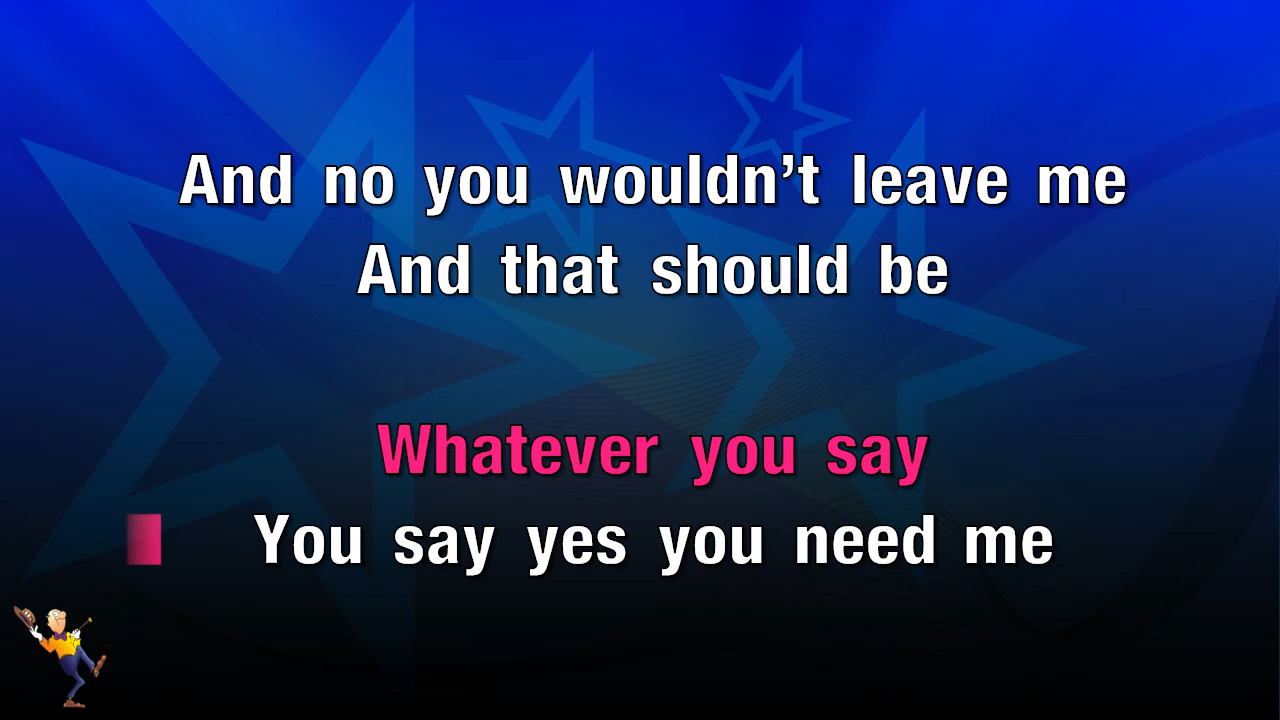 And no you wouldn’t leave me
And that should be
Whatever you say
You say yes you need me